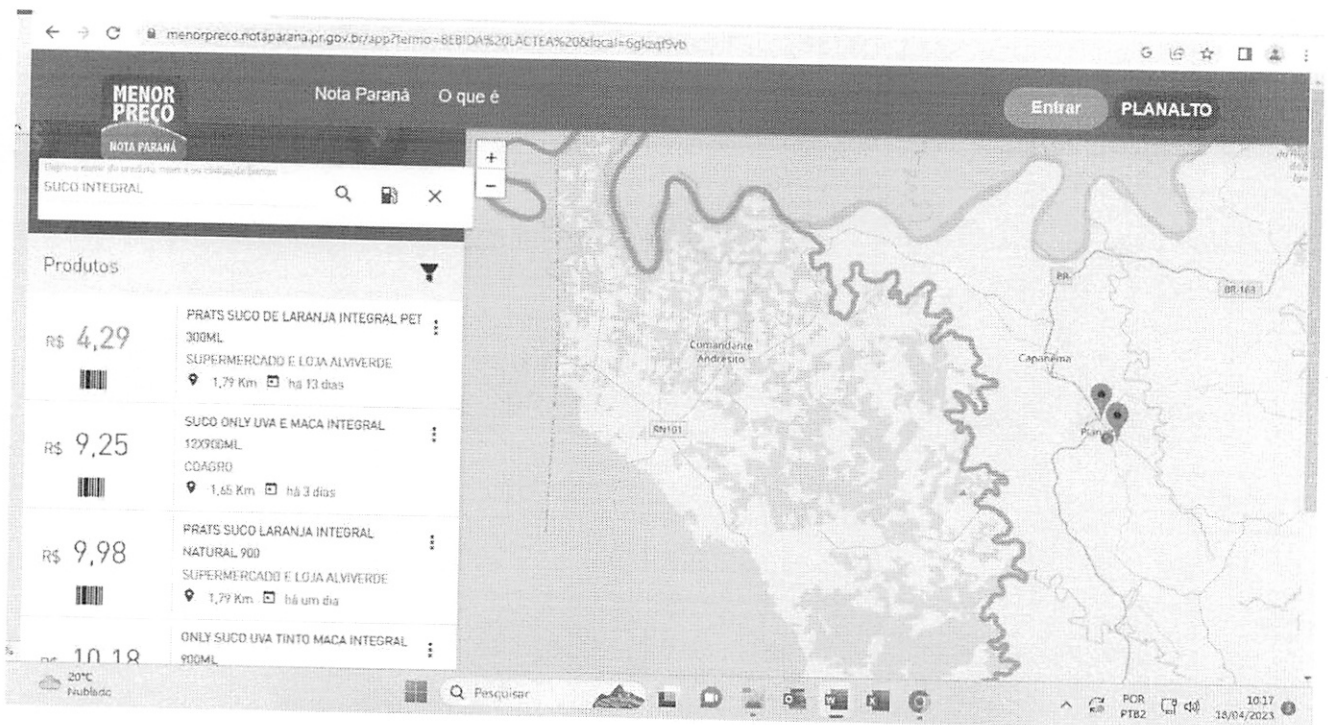 menorpreco.notaparana.pr.gov.br/app?termo=BEBIDA%20LACTEA%20&local=6gkzqf9vb
MENOR
PREÇO
NOTA PARANÁ
Nota Paraná
O que é
Entrar
PLANALTO
SUCO INTEGRAL
Produtos
R$ 4,29
PRATS SUCO DE LARANJA INTEGRAL PET
300ML
SUPERMERCADO E LOJA ALVIVERDE
1,79 Km há 13 dias
R$ 9,25
SUCO ONLY UVA E MACA INTEGRAL
12X900ML
COAGRO
1,65 Km há 3 dias
R$ 9,98
PRATS SUCO LARANJA INTEGRAL
NATURAL 900
SUPERMERCADO E LOJA ALVIVERDE
1,79 Km há um dia
R$ 10,18
ONLY SUCO UVA TINTO MACA INTEGRAL
900ML
+
−
Comandante
Andresito
RN101
Capanema
BR-163
20°C
Nublado
Pesquisar
POR
PTB2
10:17
18/04/2023